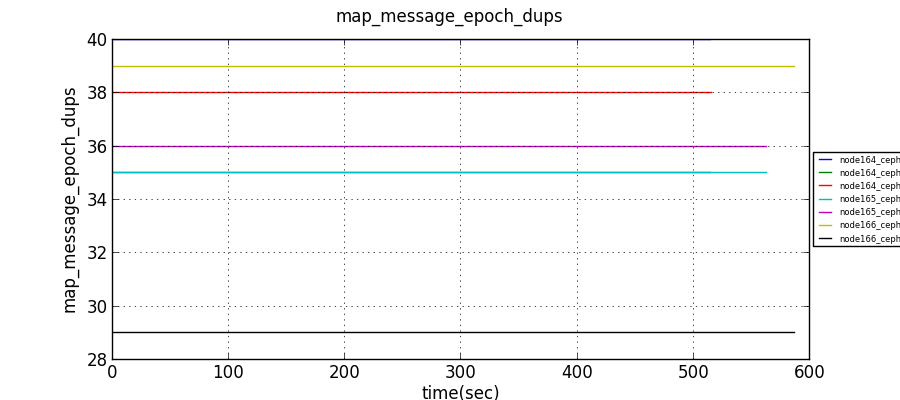 map_message_epoch_dups
map_message_epoch_dups
40
38
36
34
32
30
28
0 100 200 300 400 500 600
time(sec)
node164_ceph
node164_ceph
node164_ceph
node165_ceph
node165_ceph
node166_ceph
node166_ceph